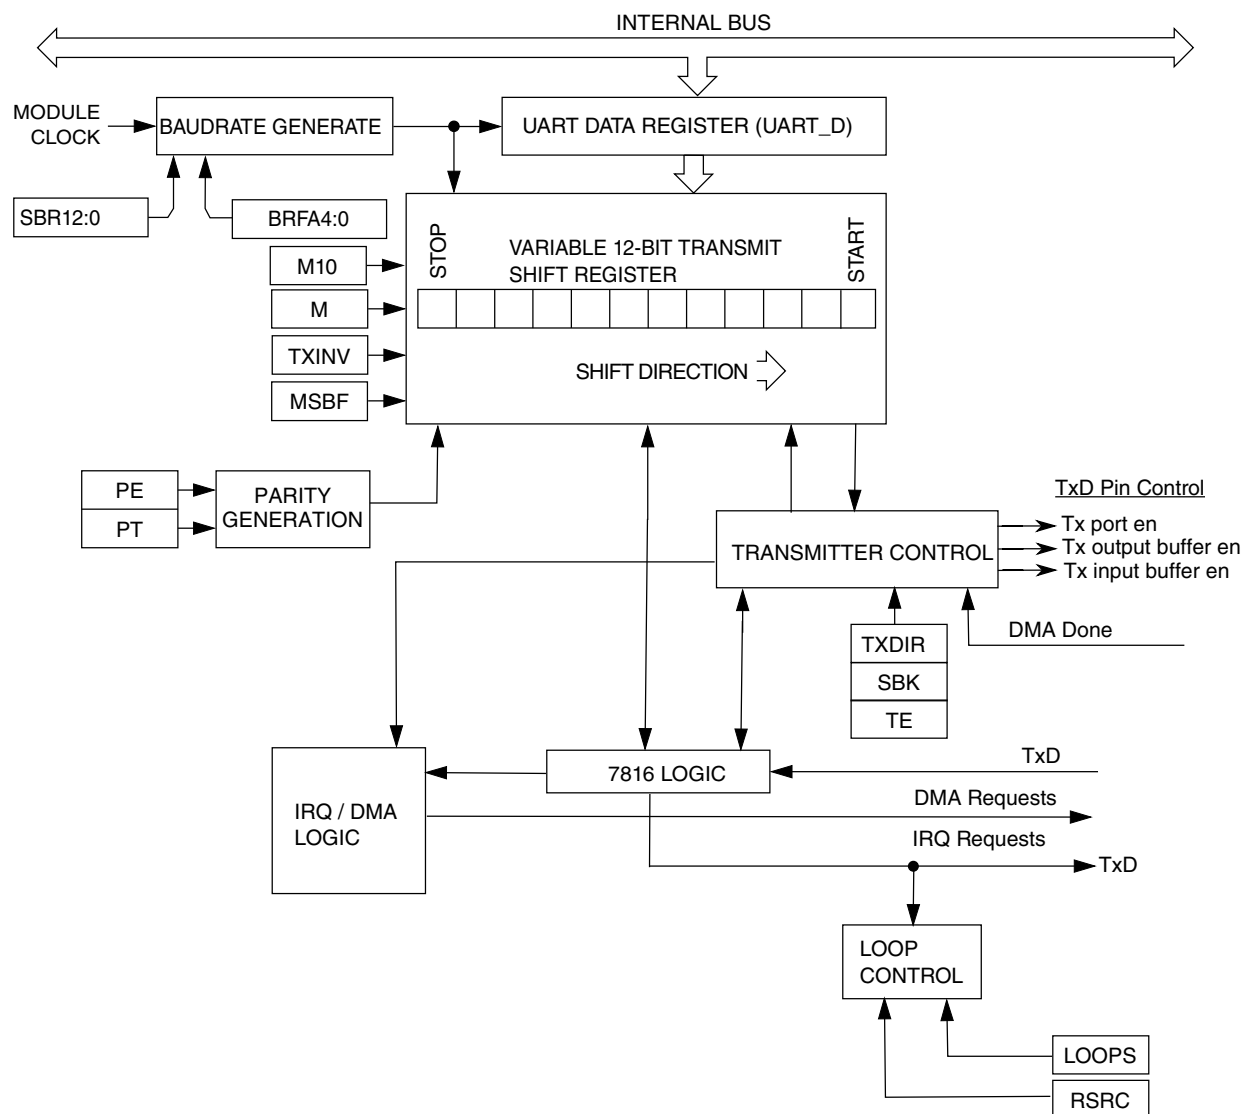 INTERNAL BUS
MODULE
CLOCK
BAUDRATE GENERATE
UART DATA REGISTER (UART_D)
SBR12:0
BRFA4:0
STOP
VARIABLE 12-BIT TRANSMIT
SHIFT REGISTER
START
M10
M
TXINV
MSBF
SHIFT DIRECTION
PE
PT
PARITY
GENERATION
TxD Pin Control
TRANSMITTER CONTROL
Tx port en
Tx output buffer en
Tx input buffer en
DMA Done
TXDIR
SBK
TE
7816 LOGIC
TxD
IRQ / DMA
LOGIC
DMA Requests
IRQ Requests
TxD
LOOP
CONTROL
LOOPS
RSRC